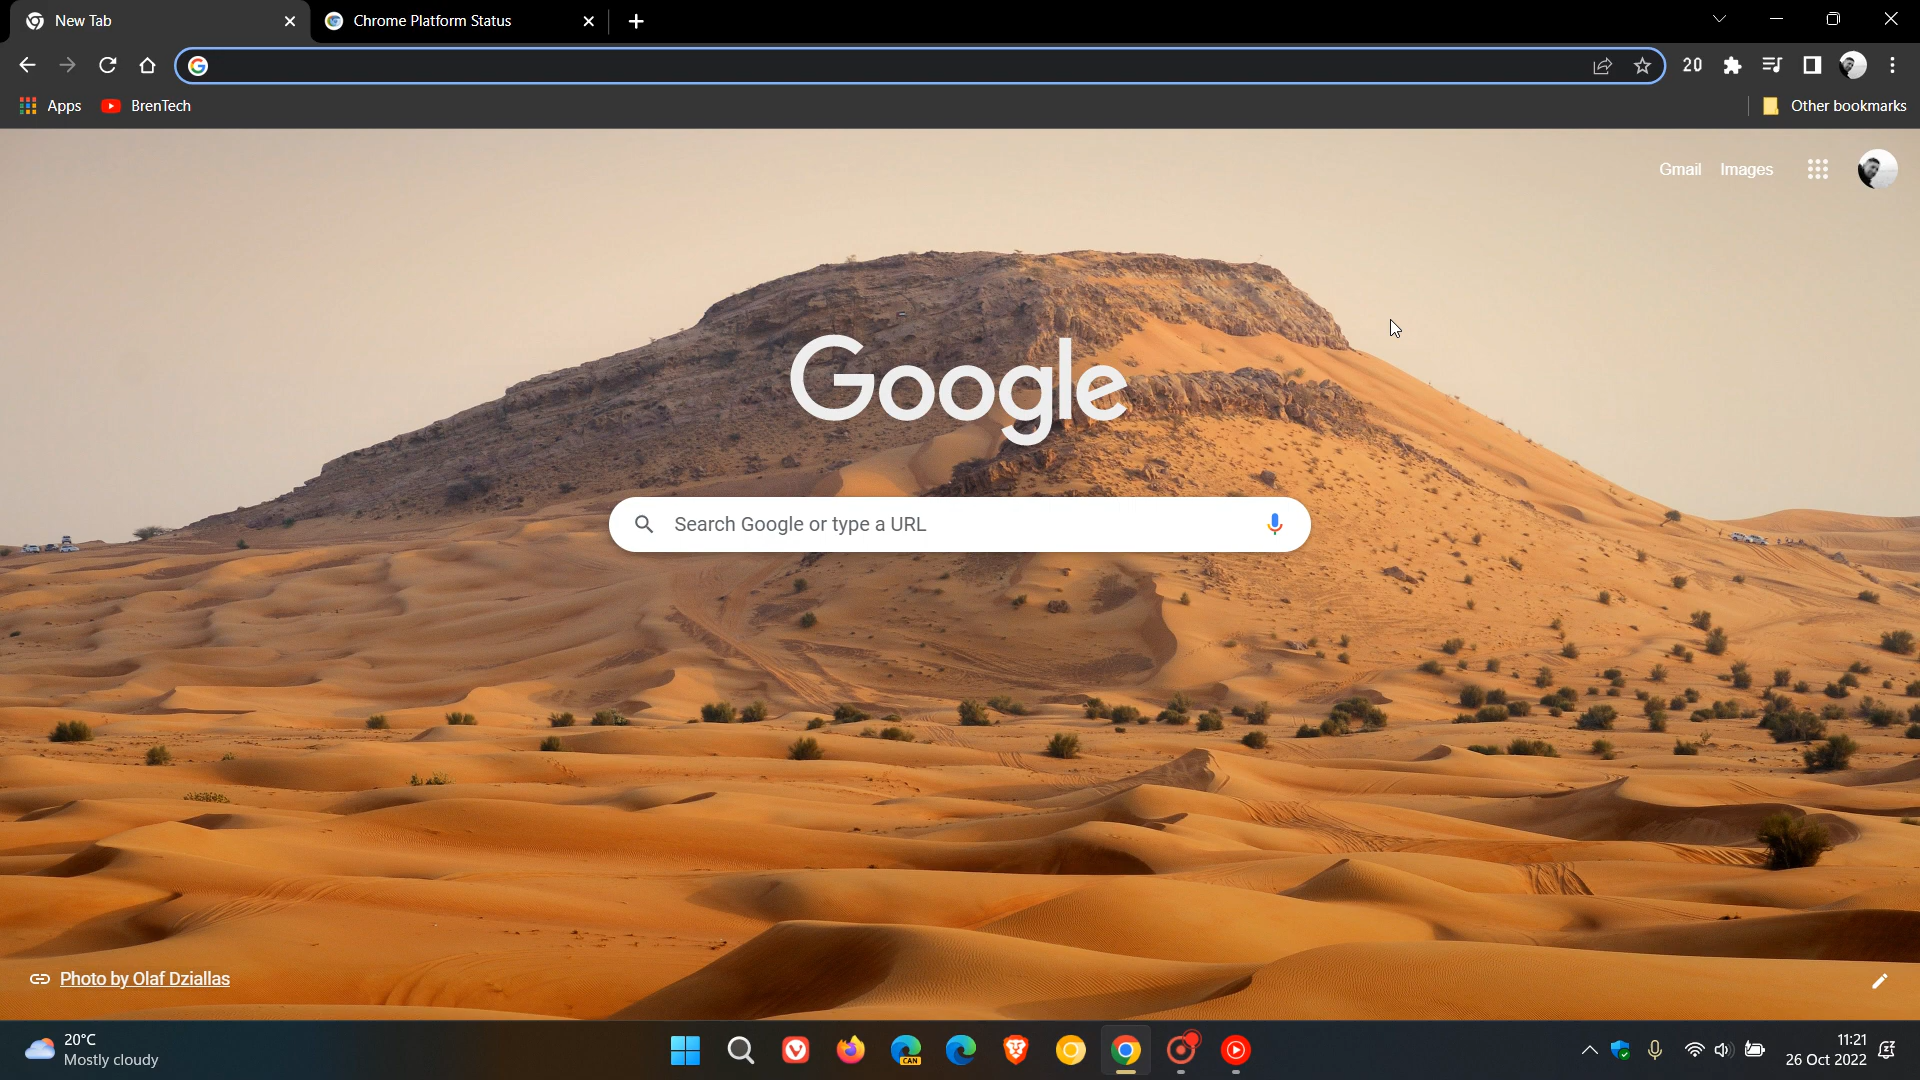 New Tab
Chrome Platform Status
20
Apps
BrenTech
Other bookmarks
Gmail
Images
Google
Search Google or type a URL
Photo by Olaf Dziallas
20°C
Mostly cloudy
CAN
11:21
26 Oct 2022